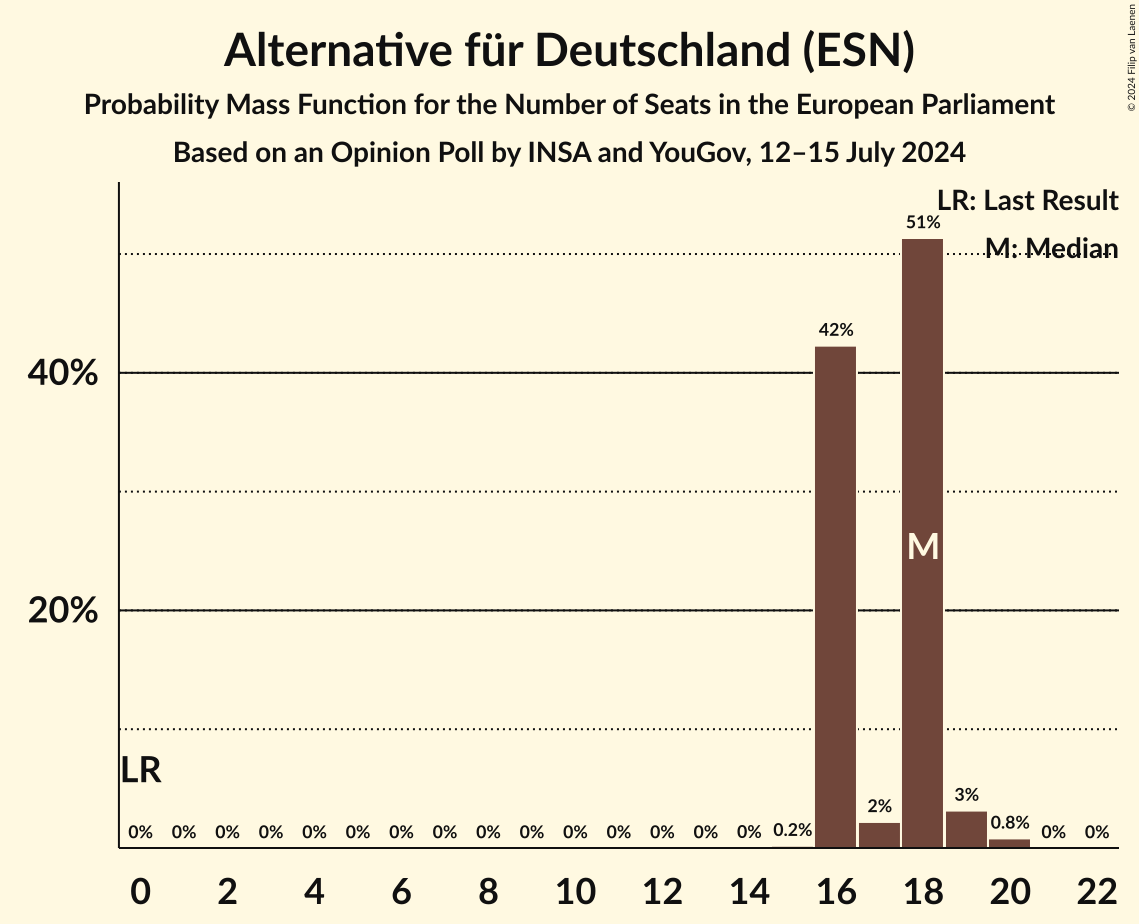 Alternative für Deutschland (ESN)
Probability Mass Function for the Number of Seats in the European Parliament
Based on an Opinion Poll by INSA and YouGov, 12–15 July 2024
© 2024 Filip van Laenen
LR: Last Result
M: Median
51%
42%
40%
M
20%
LR
0% 0% 0% 0% 0% 0% 0% 0% 0% 0% 0% 0% 0% 0% 0% 0.2% 2% 3% 0.8% 0% 0%
0 2 4 6 8 10 12 14 16 18 20 22